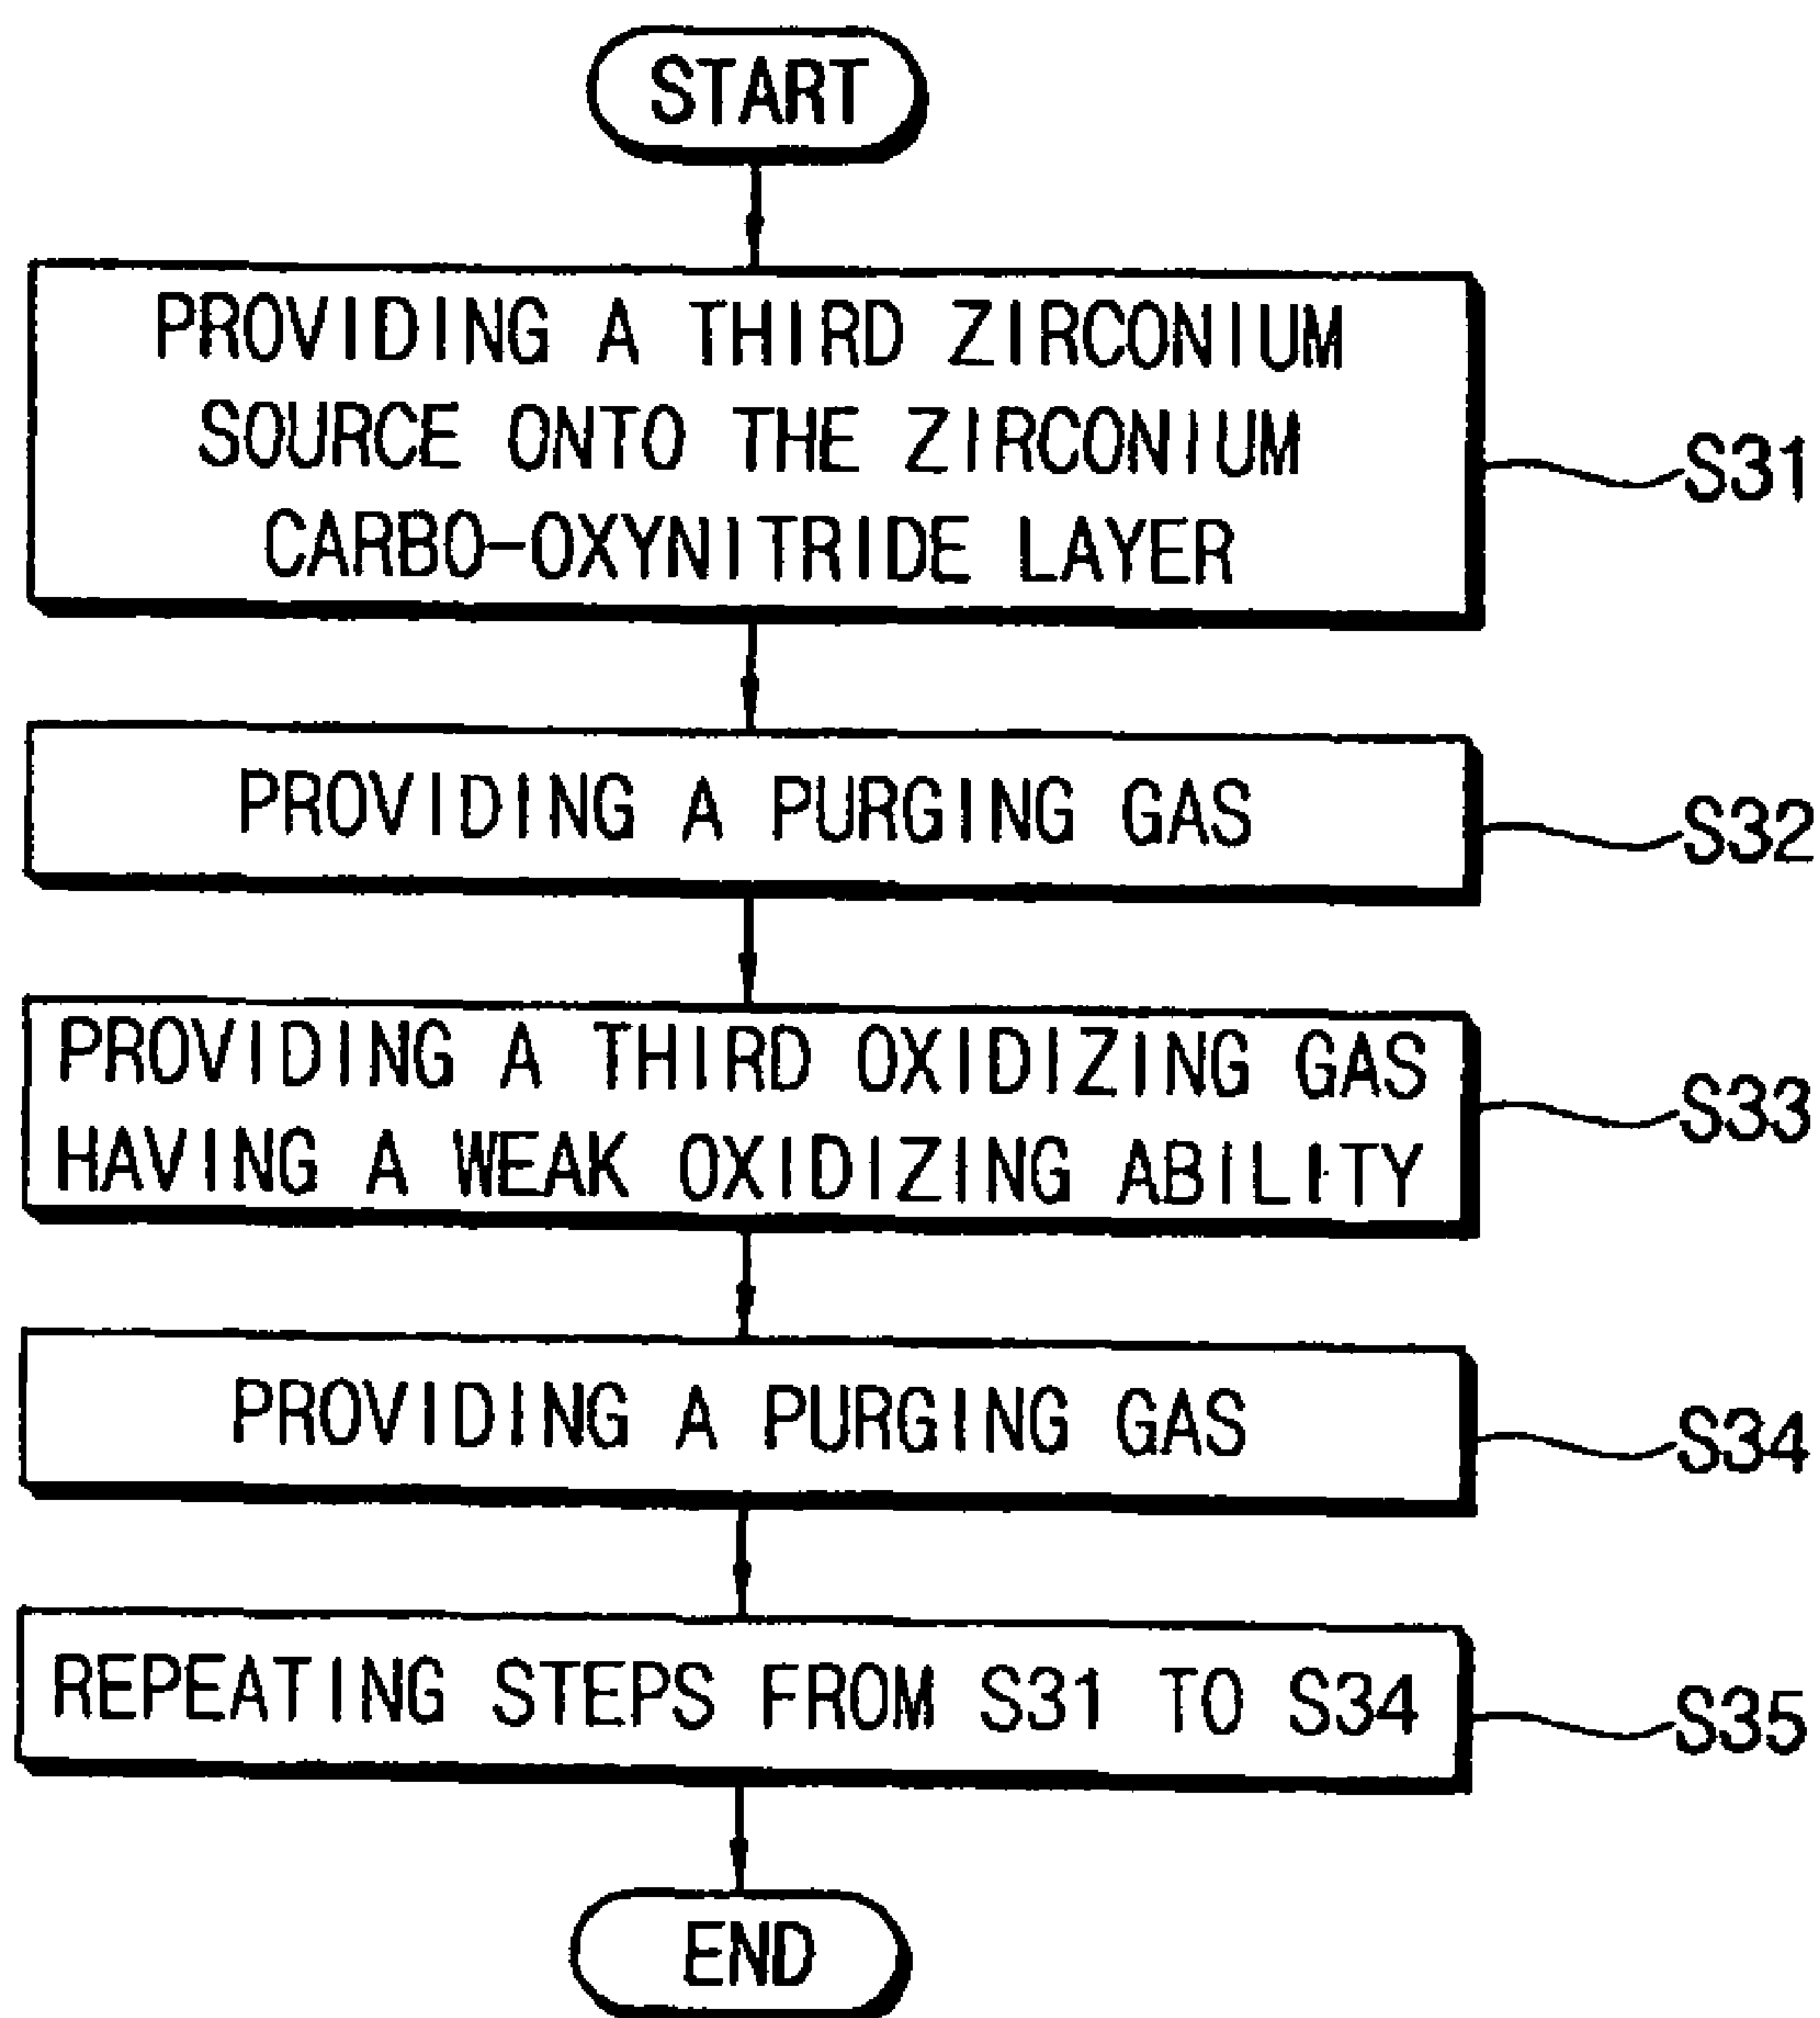 START
PROVIDING A THIRD ZIRCONIUM
SOURCE ONTO THE ZIRCONIUM
CARBO-OXYNITRIDE LAYER
S31
PROVIDING A PURGING GAS
S32
PROVIDING A THIRD OXIDIZING GAS
HAVING A WEAK OXIDIZING ABILITY
S33
PROVIDING A PURGING GAS
S34
REPEATING STEPS FROM S31 TO S34
S35
END